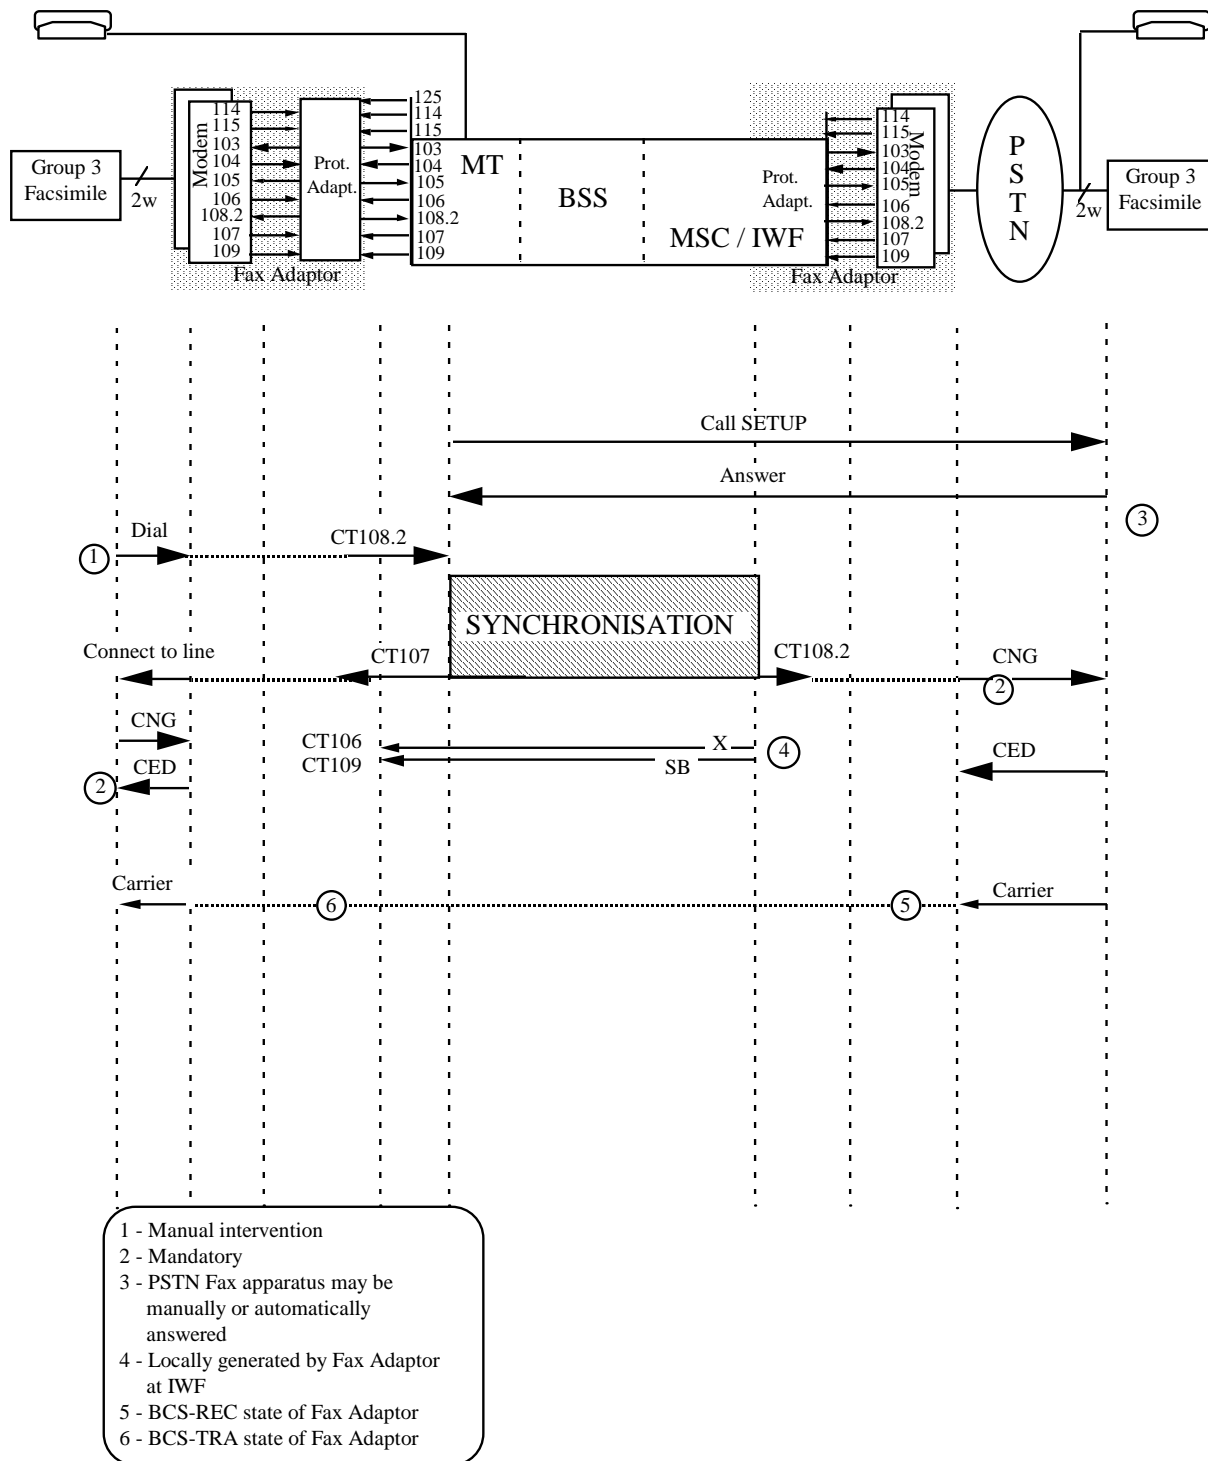 125
114
115
103
104
105
106
108.2
107
109
Modem
114
115
103
104
105
106
108.2
107
109
Prot.
Adapt.
Group 3
Facsimile
2w
Fax Adaptor
MT
BSS
MSC / IWF
Prot.
Adapt.
114
115
103
104
105
106
108.2
107
109
Modem
Fax Adaptor
P
S
T
N
2w
Group 3
Facsimile
Call SETUP
Answer
3
Dial
CT108.2
1
SYNCHRONISATION
Connect to line
CT107
CT108.2
CNG
2
CNG
CT106
X
4
CED
CT109
SB
CED
2
Carrier
6
5
Carrier
1 - Manual intervention
2 - Mandatory
3 - PSTN Fax apparatus may be
manually or automatically
answered
4 - Locally generated by Fax Adaptor
at IWF
5 - BCS-REC state of Fax Adaptor
6 - BCS-TRA state of Fax Adaptor